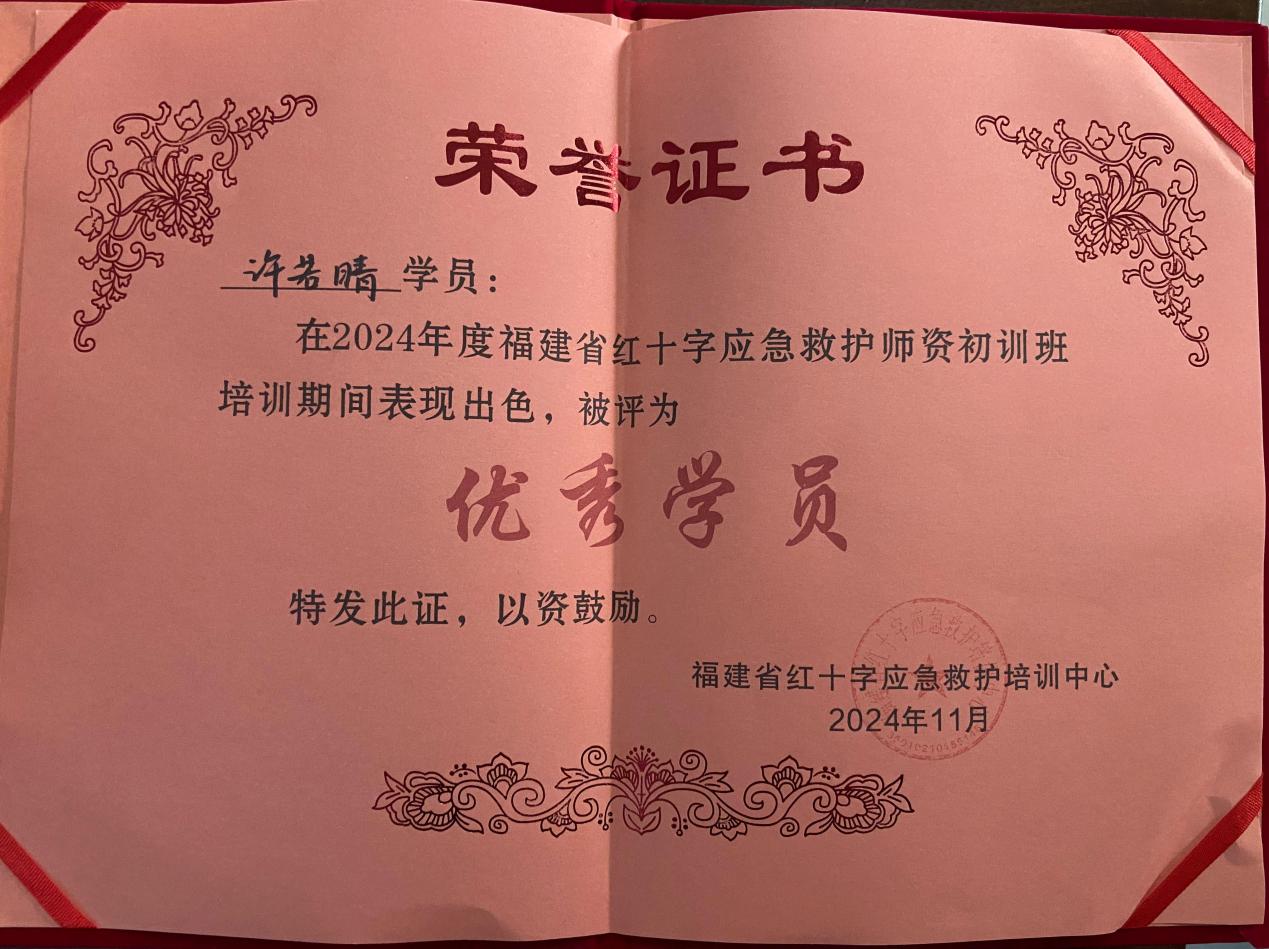 荣誉证书
许若晴 学员：
在2024年度福建省红十字应急救护师资初训班
培训期间表现出色，被评为
优秀学员
特发此证，以资鼓励。
福建省红十字应急救护培训中心
2024年11月